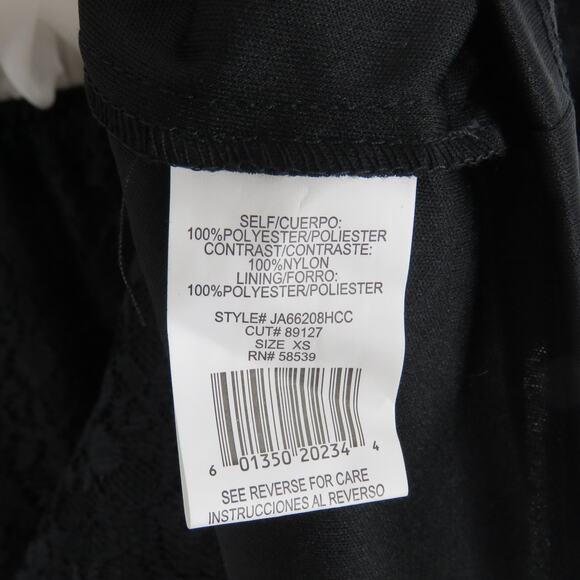 SELF/CUERPO:
100%POLYESTER/POLIESTER
CONTRAST/CONTRASTE:
100%NYLON
LINING/FORRO:
100%POLYESTER/POLIESTER
STYLE# JA66208HCC
CUT# 89127
SIZE XS
RN# 58539
6 01350 20234 4
SEE REVERSE FOR CARE
INSTRUCCIONES AL REVERSO